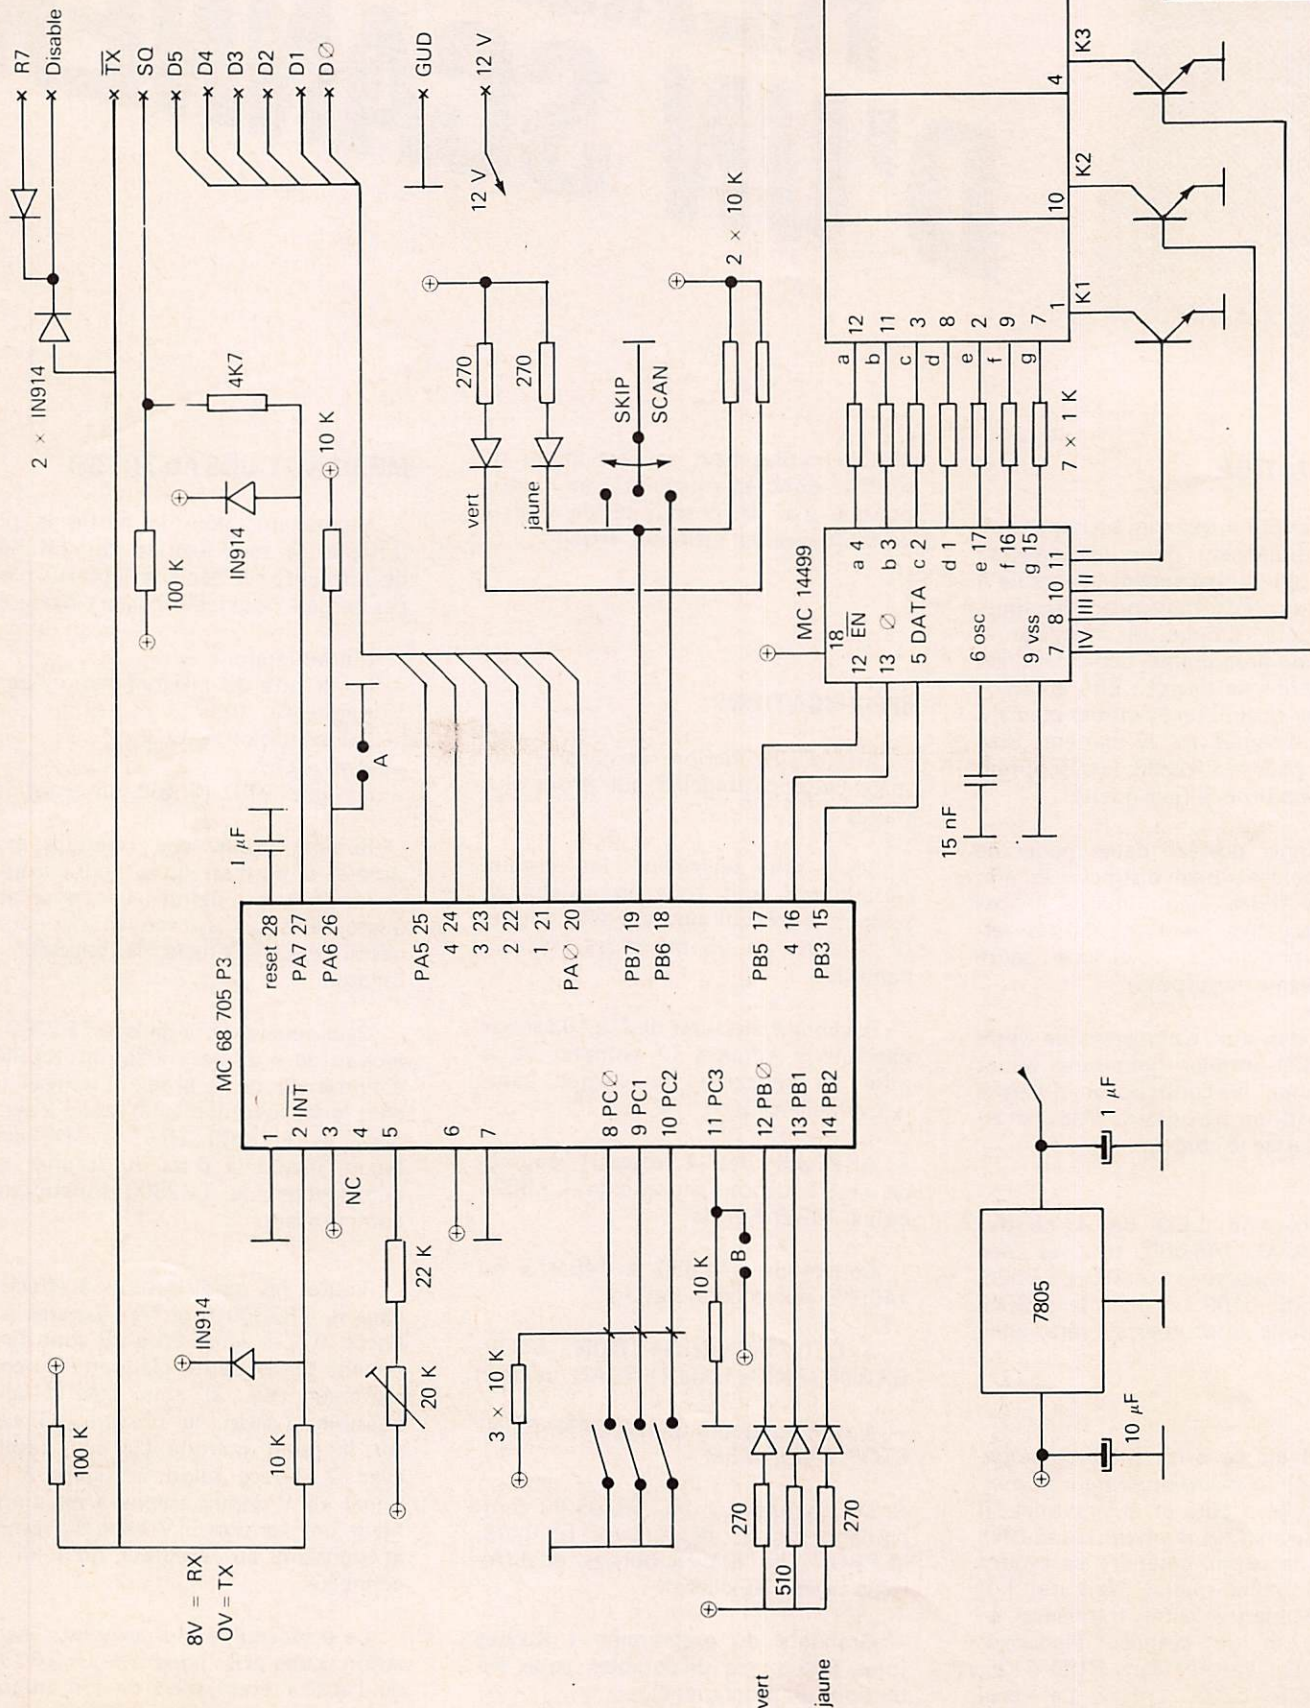 R7
Disable
TX
SQ
D5
D4
D3
D2
D1
D∅
GUD
12 V
12 V
2 × IN914
4K7
10 K
100 K
IN914
270
270
vert
jaune
SKIP
SCAN
2 × 10 K
A
1 µF
MC 68 705 P3
reset 28
PA7 27
PA6 26
PA5 25
4 24
3 23
2 22
1 21
PA∅ 20
PB7 19
PB6 18
PB5 17
4 16
PB3 15
1
2 INT
3
4
5
6
7
8 PC∅
9 PC1
10 PC2
11 PC3
12 PB∅
13 PB1
14 PB2
NC
22 K
20 K
IN914
100 K
10 K
8V = RX
OV = TX
3 × 10 K
10 K
B
270
510
270
vert
jaune
MC 14499
18
12 EN
13 ∅
5 DATA
6 osc
9 vss
a 4
b 3
c 2
d 1
e 17
f 16
g 15
11
10
8
7
I
II
III
IV
15 nF
7 × 1 K
a
b
c
d
e
f
g
12
11
3
8
2
9
7
1
10
4
K1
K2
K3
7805
1 µF
10 µF